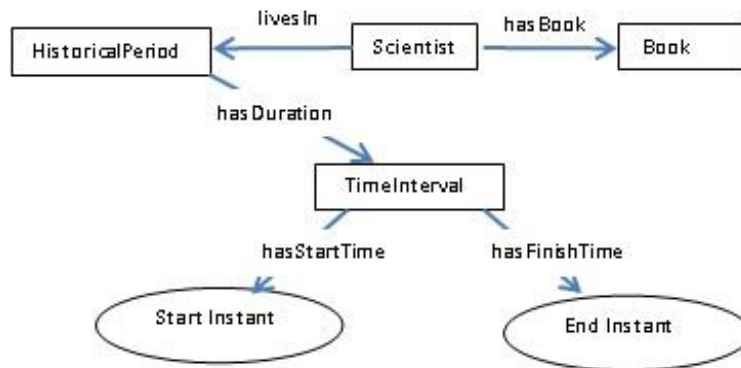 livesIn
hasBook
HistoricalPeriod
Scientist
Book
hasDuration
TimeInterval
hasStartTime
hasFinishTime
Start Instant
End Instant